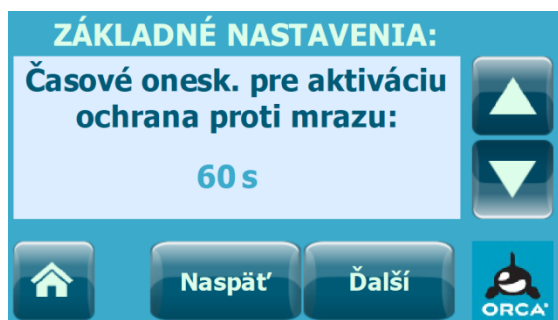 ZÁKLADNÉ NASTAVENIA:
Časové onesk. pre aktiváciu
ochrana proti mrazu:
60 s
Naspäť
Ďalší
ORCA